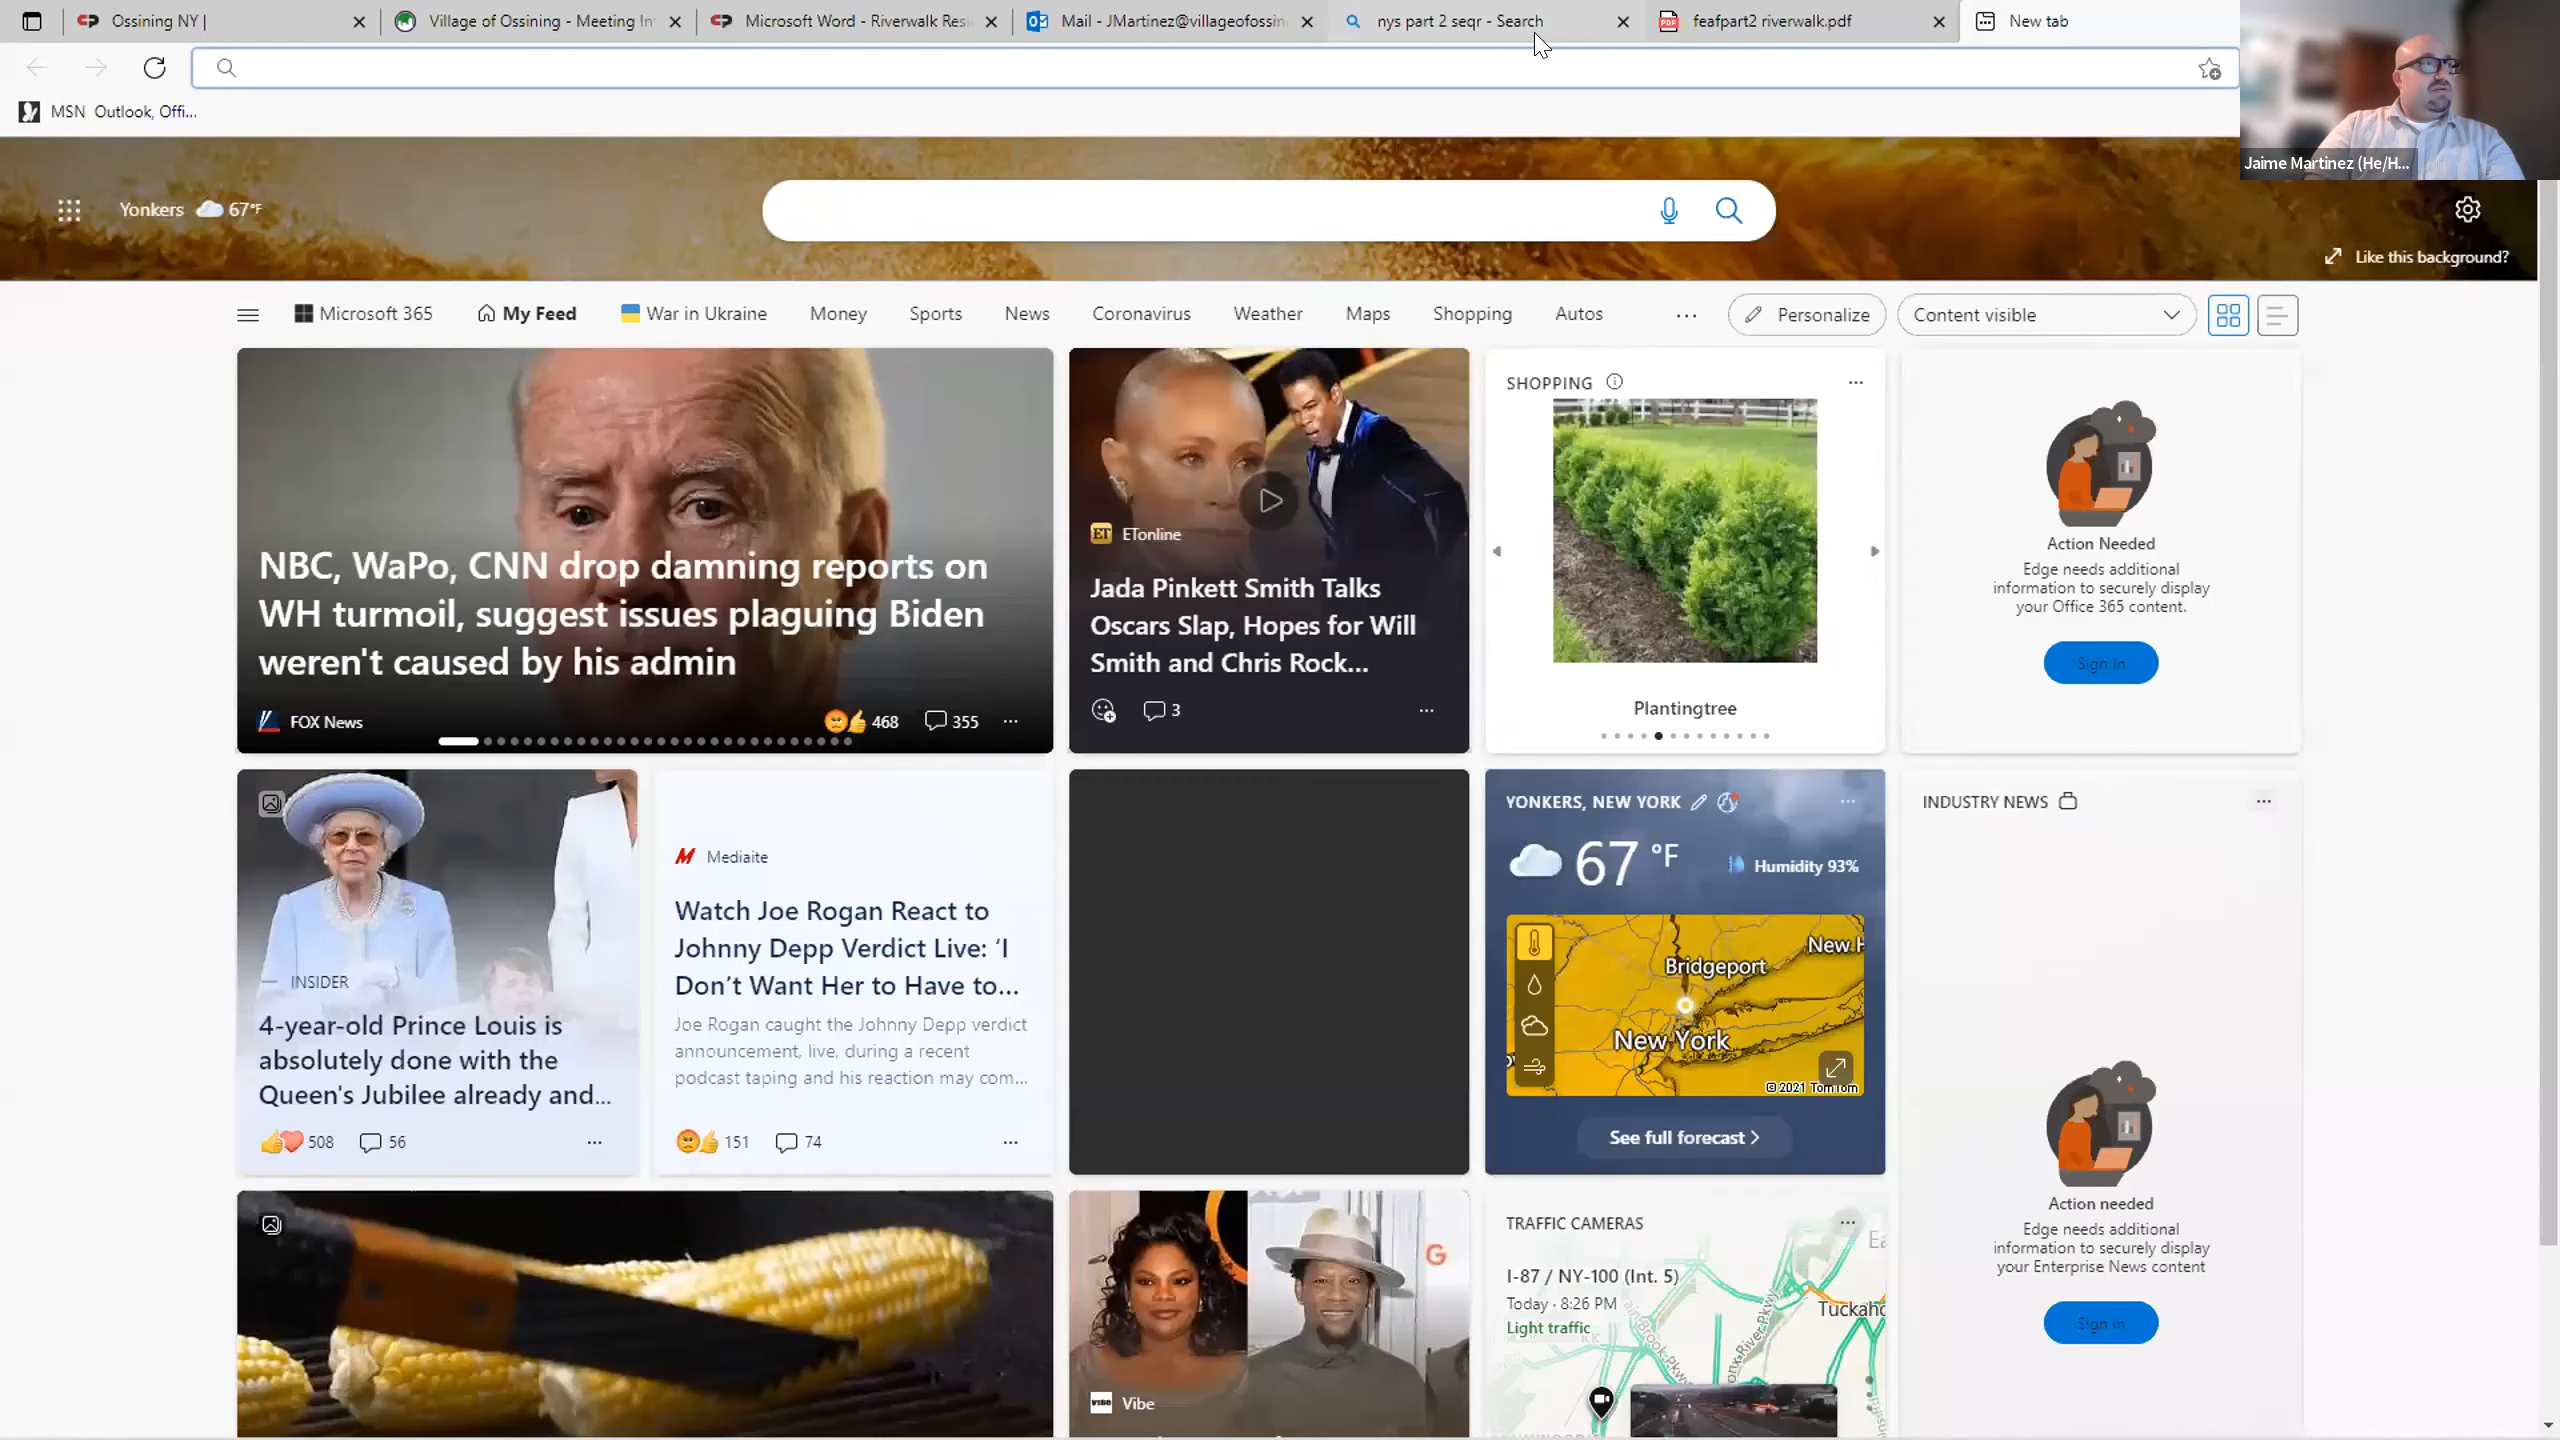 Ossining NY |
Village of Ossining - Meeting In
Microsoft Word - Riverwalk Resi
Mail - JMartinez@villageofossin
nys part 2 seqr - Search
feafpart2 riverwalk.pdf
New tab
MSN Outlook, Offi...
Jaime Martinez (He/H...
Yonkers 67°F
Like this background?
Microsoft 365
My Feed
War in Ukraine
Money
Sports
News
Coronavirus
Weather
Maps
Shopping
Autos
...
Personalize
Content visible
NBC, WaPo, CNN drop damning reports on
WH turmoil, suggest issues plaguing Biden
weren't caused by his admin
FOX News
468
355
ET ETonline
Jada Pinkett Smith Talks
Oscars Slap, Hopes for Will
Smith and Chris Rock...
3
SHOPPING
Plantingtree
Action Needed
Edge needs additional
information to securely display
your Office 365 content.
Sign In
INSIDER
4-year-old Prince Louis is
absolutely done with the
Queen's Jubilee already and...
508
56
Mediaite
Watch Joe Rogan React to
Johnny Depp Verdict Live: ‘I
Don’t Want Her to Have to...
Joe Rogan caught the Johnny Depp verdict
announcement, live, during a recent
podcast taping and his reaction may com...
151
74
YONKERS, NEW YORK
67 °F
Humidity 93%
New H
Bridgeport
New York
© 2021 TomTom
See full forecast >
INDUSTRY NEWS
Action needed
Edge needs additional
information to securely display
your Enterprise News content
Sign in
G
VIBE Vibe
TRAFFIC CAMERAS
I-87 / NY-100 (Int. 5)
Today · 8:26 PM
Light traffic
Ea
Tuckaho